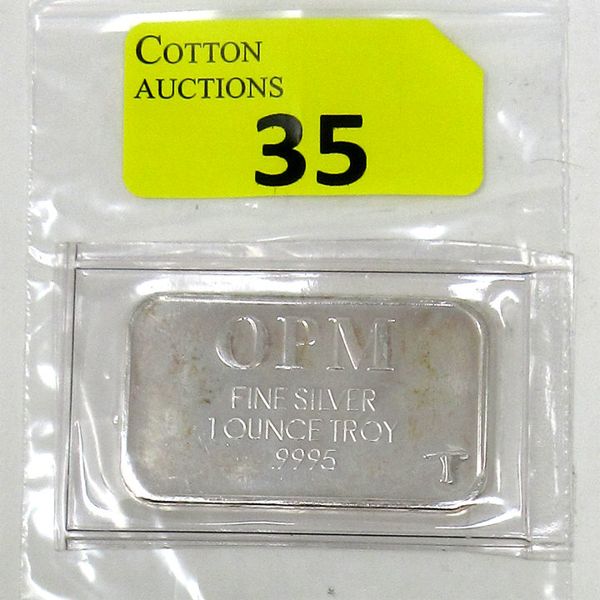 COTTON
AUCTIONS
35
OPM
FINE SILVER
1 OUNCE TROY
.9995
T